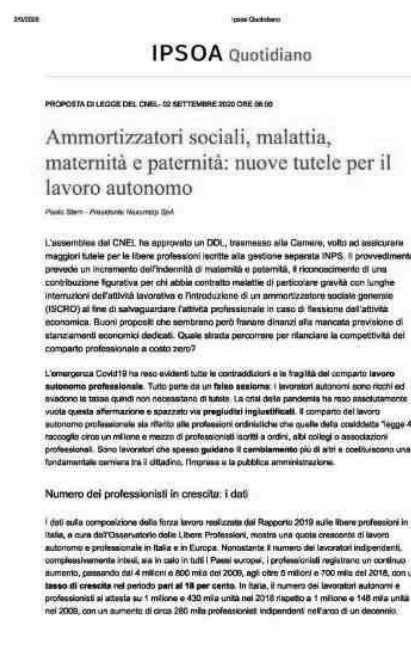 Ipsoa Quotidiano
IPSOA Quotidiano
PROPOSTA DI LEGGE DEL CNEL- 02 SETTEMBRE 2020 ORE 06:00
Ammortizzatori sociali, malattia,
maternità e paternità: nuove tutele per il
lavoro autonomo
Paolo Stern - Presidente Nexumstp SpA
L'assemblea del CNEL ha approvato un DDL, trasmesso alla Camere, volto ad assicurare
maggiori tutele per le libere professioni iscritte alla gestione separata INPS. Il provvedimento
prevede un incremento dell'indennità di maternità e paternità, il riconoscimento di una
contribuzione figurativa per chi abbia contratto malattie di particolare gravità con lunghe
interruzioni dell'attività lavorativa e l'introduzione di un ammortizzatore sociale generale
(ISCRO) al fine di salvaguardare l'attività professionale in caso di flessione dell'attività
economica. Buoni propositi che sembrano però franare dinanzi alla mancata previsione di
stanziamenti economici dedicati. Quale strada percorrere per rilanciare la competitività del
comparto professionale a costo zero?
L'emergenza Covid19 ha reso evidenti tutte le contraddizioni e le fragilità del comparto lavoro
autonomo professionale. Tutto parte da un falso assioma: i lavoratori autonomi sono ricchi ed
evadono le tasse quindi non necessitano di tutele. La crisi della pandemia ha reso assolutamente
vuota questa affermazione e spazzato via pregiudizi ingiustificati. Il comparto del lavoro
autonomo professionale sia riferito alle professioni ordinistiche che quelle della cosiddetta "legge 4
raccoglie circa un milione e mezzo di professionisti iscritti a ordini, albi collegi o associazioni
professionali. Sono lavoratori che spesso guidano il cambiamento più di altri e costituiscono una
fondamentale cerniera tra il cittadino, l'impresa e la pubblica amministrazione.
Numero dei professionisti in crescita: i dati
I dati sulla composizione della forza lavoro realizzata dal Rapporto 2019 sulle libere professioni in
Italia, a cura dell'Osservatorio delle Libere Professioni, mostra una quota crescente di lavoro
autonomo e professionale in Italia e in Europa. Nonostante il numero dei lavoratori indipendenti,
complessivamente intesi, sia in calo in tutti i Paesi europei, i professionisti registrano un continuo
aumento, passando dai 4 milioni e 800 mila del 2009, agli oltre 5 milioni e 700 mila del 2018, con u
tasso di crescita nel periodo pari al 18 per cento. In Italia, il numero dei lavoratori autonomi e
professionisti si attesta su 1 milione e 430 mila unità nel 2018 rispetto a 1 milione e 148 mila unità
nel 2009, con un aumento di circa 280 mila professionisti indipendenti nell'arco di un decennio.